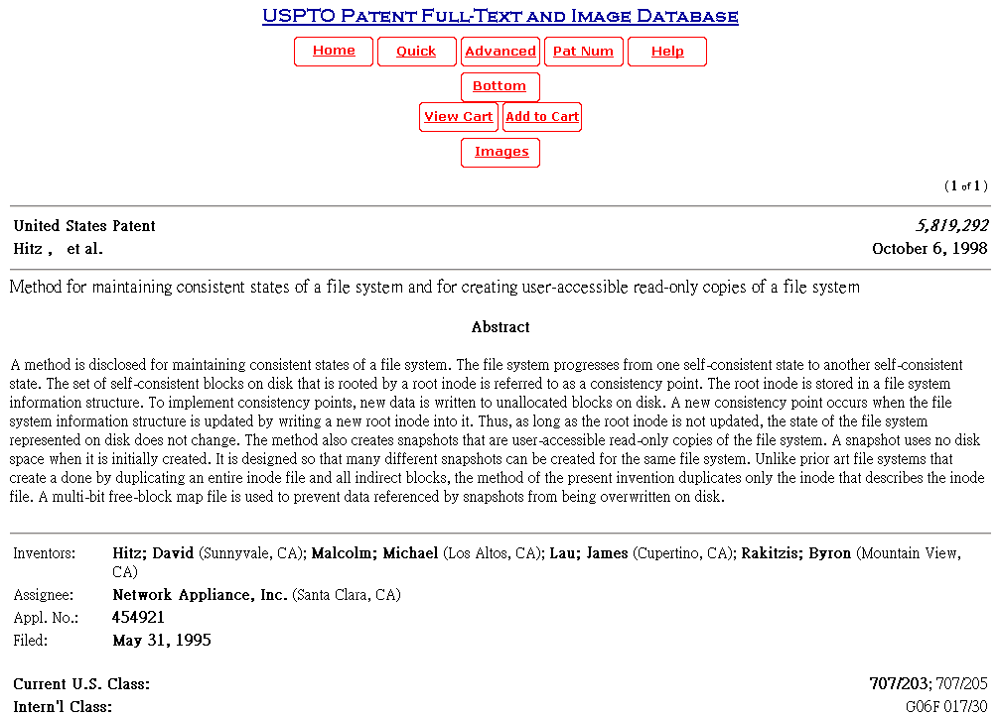 USPTO Patent Full-Text and Image Database
Home Quick Advanced Pat Num Help
Bottom
View Cart Add to Cart
Images
( 1 of 1 )
United States Patent 5,819,292
Hitz , et al. October 6, 1998
Method for maintaining consistent states of a file system and for creating user-accessible read-only copies of a file system
Abstract
A method is disclosed for maintaining consistent states of a file system. The file system progresses from one self-consistent state to another self-consistent
state. The set of self-consistent blocks on disk that is rooted by a root inode is referred to as a consistency point. The root inode is stored in a file system
information structure. To implement consistency points, new data is written to unallocated blocks on disk. A new consistency point occurs when the file
system information structure is updated by writing a new root inode into it. Thus, as long as the root inode is not updated, the state of the file system
represented on disk does not change. The method also creates snapshots that are user-accessible read-only copies of the file system. A snapshot uses no disk
space when it is initially created. It is designed so that many different snapshots can be created for the same file system. Unlike prior art file systems that
create a done by duplicating an entire inode file and all indirect blocks, the method of the present invention duplicates only the inode that describes the inode
file. A multi-bit free-block map file is used to prevent data referenced by snapshots from being overwritten on disk.
Inventors: Hitz; David (Sunnyvale, CA); Malcolm; Michael (Los Altos, CA); Lau; James (Cupertino, CA); Rakitzis; Byron (Mountain View,
CA)
Assignee: Network Appliance, Inc. (Santa Clara, CA)
Appl. No.: 454921
Filed: May 31, 1995
Current U.S. Class: 707/203; 707/205
Intern'l Class: G06F 017/30